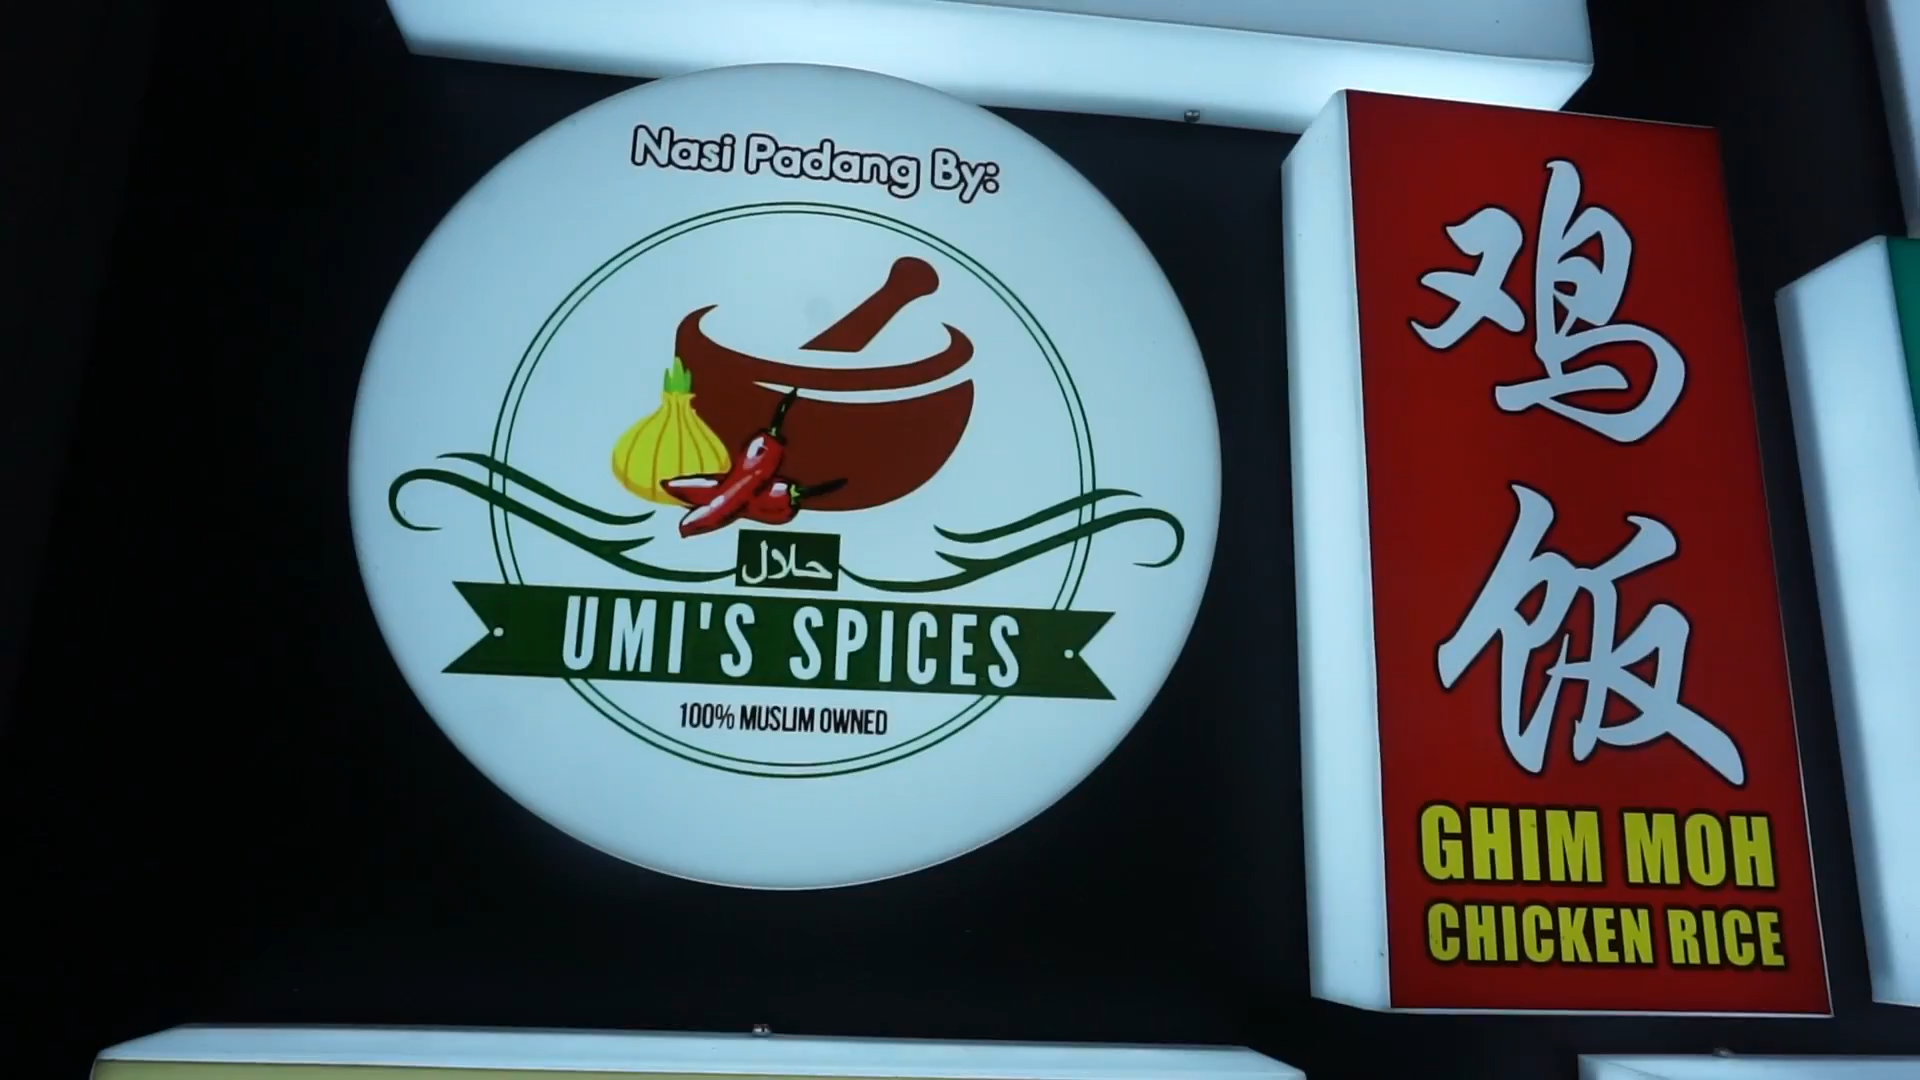 Nasi Padang By:
حلال
UMI'S SPICES
100% MUSLIM OWNED
鸡
饭
GHIM MOH
CHICKEN RICE